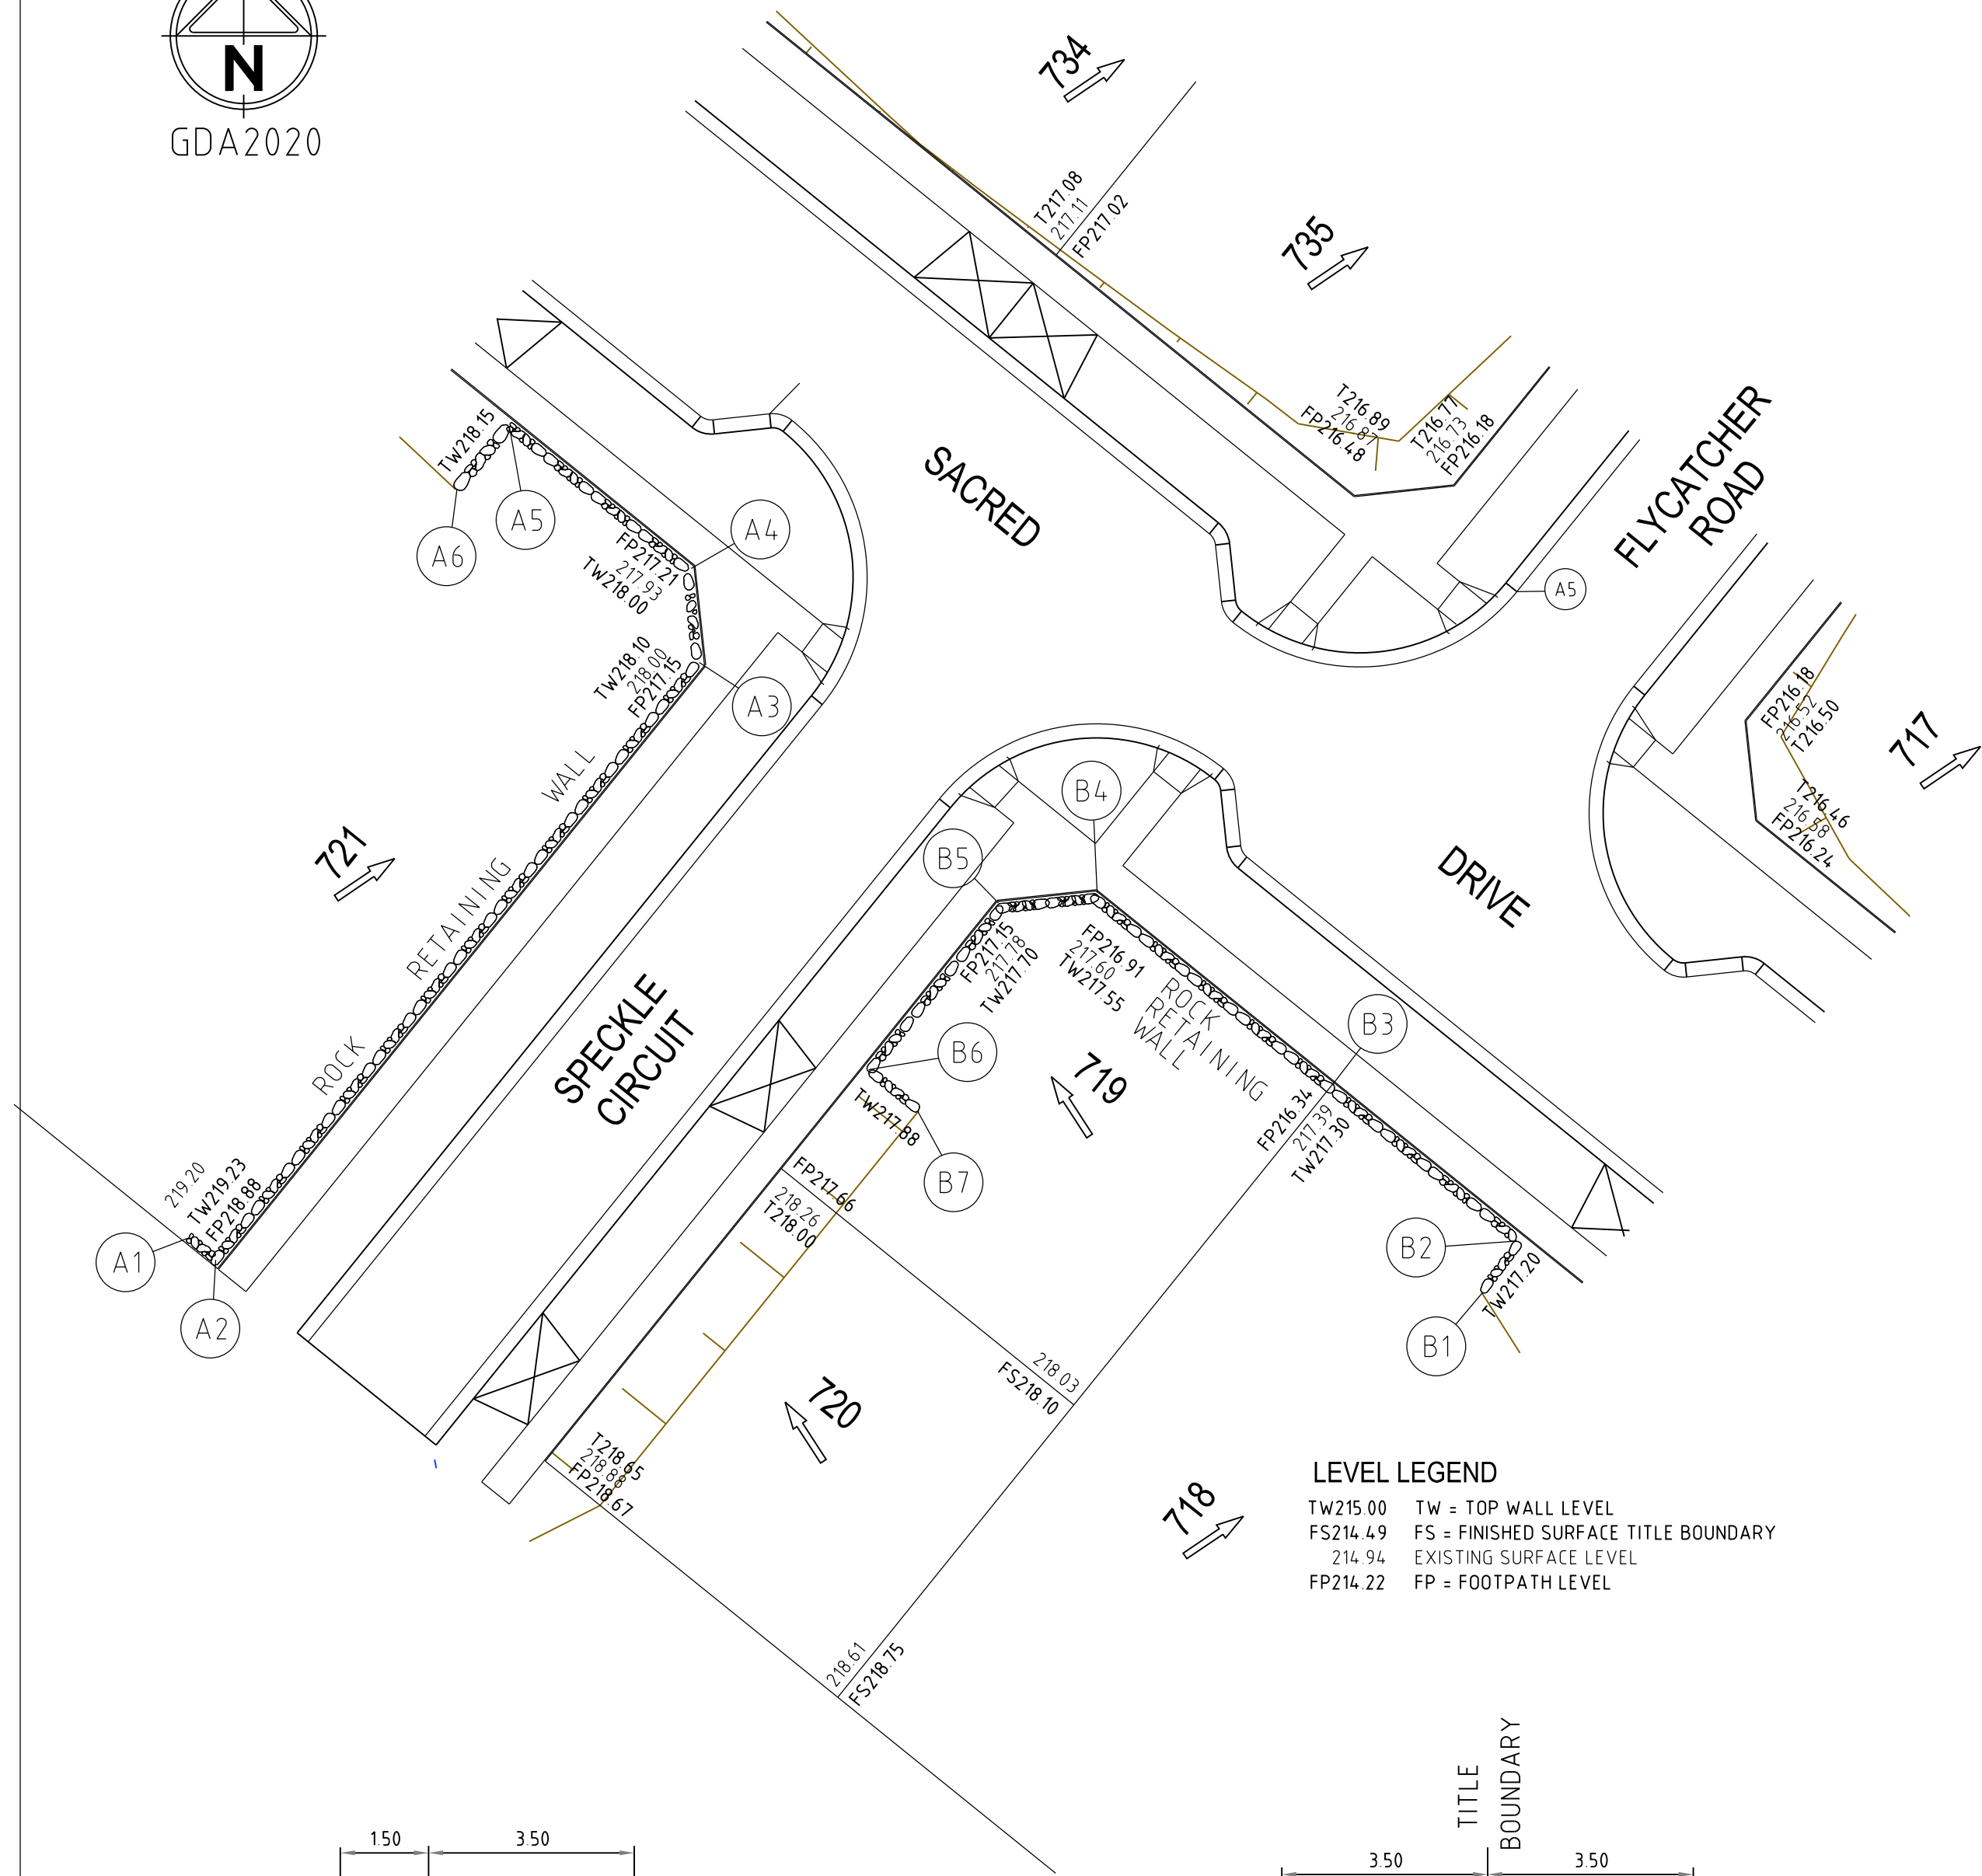 N
GDA2020
734
T217.08
217.11
FP217.02
735
T216.89
216.87
FP216.48
T216.77
216.73
FP216.18
FLYCATCHER
ROAD
SACRED
DRIVE
TW218.15
A5
A6
A4
FP217.21
217.93
TW218.00
TW218.10
218.00
FP217.15
A3
A5
FP216.18
216.52
T216.50
717
T216.46
216.58
FP216.24
721
ROCK RETAINING WALL
B4
B5
FP217.15
217.78
TW217.70
FP216.91
217.60
TW217.55
ROCK
RETAINING
WALL
B3
SPECKLE
CIRCUIT
B6
719
TW217.88
B7
FP216.34
217.39
TW217.30
219.20
TW219.23
FP218.88
A1
A2
FP217.66
218.26
T218.00
B2
TW217.20
B1
218.03
FS218.10
720
T218.65
218.88
FP218.67
718
218.61
FS218.75
LEVEL LEGEND
TW215.00 TW = TOP WALL LEVEL
FS214.49 FS = FINISHED SURFACE TITLE BOUNDARY
214.94 EXISTING SURFACE LEVEL
FP214.22 FP = FOOTPATH LEVEL
TITLE
BOUNDARY
1.50 3.50
3.50 3.50